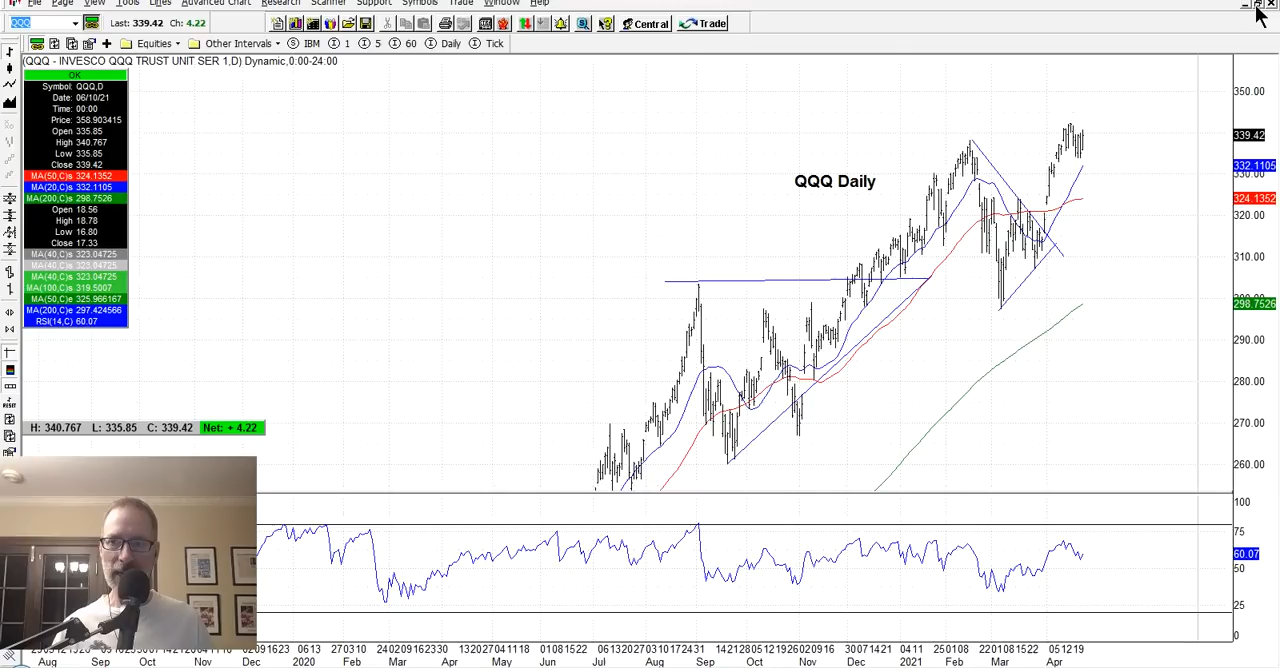 File Page View Tools Lines Advanced Chart Research Scanner Support Symbols Trade Window Help
QQQ Last: 339.42 Ch: 4.22 Central Trade
Equities Other Intervals S IBM I 1 I 5 I 60 I Daily I Tick
(QQQ - INVESCO QQQ TRUST UNIT SER 1,D) Dynamic,0:00-24:00
OK
Symbol: QQQ,D
Date: 06/10/21
Time: 00:00
Price: 358.903415
Open 335.85
High 340.767
Low 335.85
Close 339.42
MA(50,C)s 324.1352
MA(20,C)s 332.1105
MA(200,C)s 298.7526
Open 18.56
High 18.78
Low 16.80
Close 17.33
MA(40,C)s 323.04725
MA(40,C)s 323.04725
MA(40,C)s 323.04725
MA(100,C)s 319.5007
MA(50,C)e 325.966167
MA(200,C)e 297.424566
RSI(14,C) 60.07
QQQ Daily
350.00
339.42
332.1105
330.00
324.1352
320.00
310.00
298.7526
290.00
280.00
270.00
260.00
H: 340.767 L: 335.85 C: 339.42 Net: + 4.22
100
75
60.07
50
25
0
RESET
2020 2021
Aug Sep Oct Nov Dec Feb Mar Apr May Jun Jul Aug Sep Oct Nov Dec Feb Mar Apr